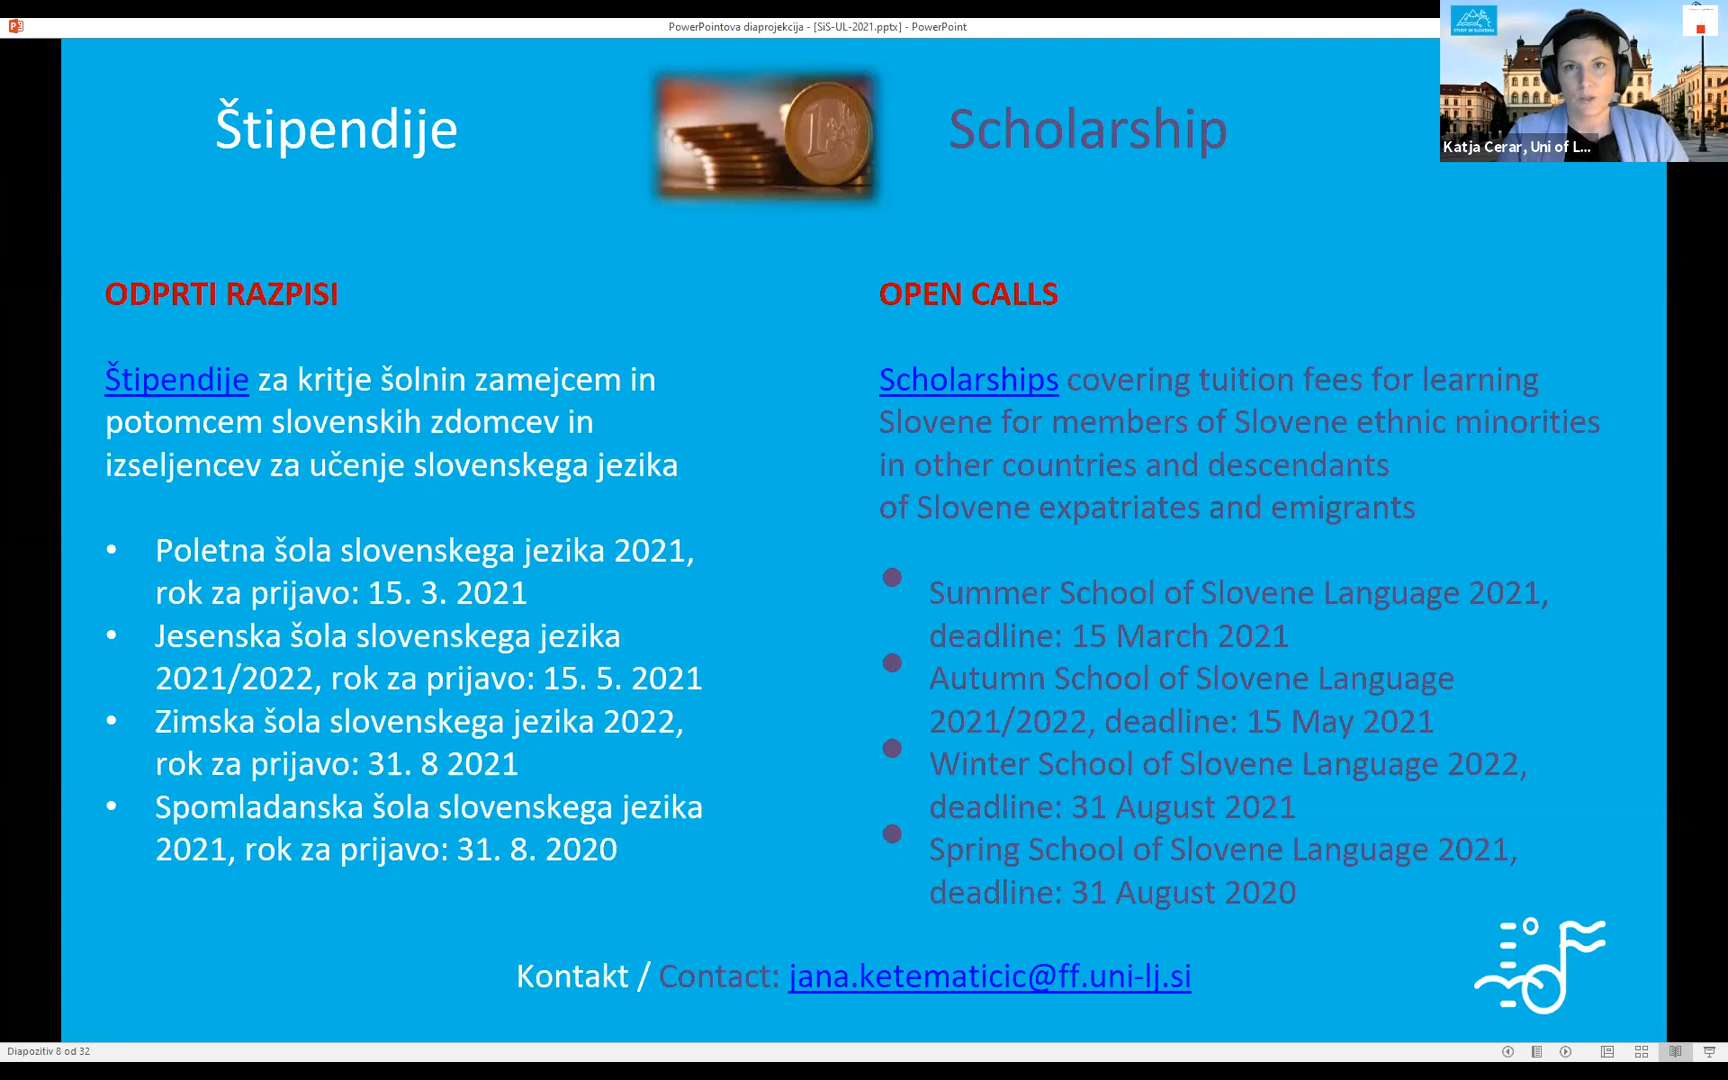 PowerPointova diaprojekcija - [SiS-UL-2021.pptx] - PowerPoint
STUDY IN SLOVENIA
Katja Cerar, Uni of L...
Štipendije
Scholarship
ODPRTI RAZPISI
Štipendije za kritje šolnin zamejcem in
potomcem slovenskih zdomcev in
izseljencev za učenje slovenskega jezika
• Poletna šola slovenskega jezika 2021,
rok za prijavo: 15. 3. 2021
• Jesenska šola slovenskega jezika
2021/2022, rok za prijavo: 15. 5. 2021
• Zimska šola slovenskega jezika 2022,
rok za prijavo: 31. 8 2021
• Spomladanska šola slovenskega jezika
2021, rok za prijavo: 31. 8. 2020
OPEN CALLS
Scholarships covering tuition fees for learning
Slovene for members of Slovene ethnic minorities
in other countries and descendants
of Slovene expatriates and emigrants
• Summer School of Slovene Language 2021,
deadline: 15 March 2021
• Autumn School of Slovene Language
2021/2022, deadline: 15 May 2021
• Winter School of Slovene Language 2022,
deadline: 31 August 2021
• Spring School of Slovene Language 2021,
deadline: 31 August 2020
Kontakt / Contact: jana.ketematicic@ff.uni-lj.si
Diapozitiv 8 od 32